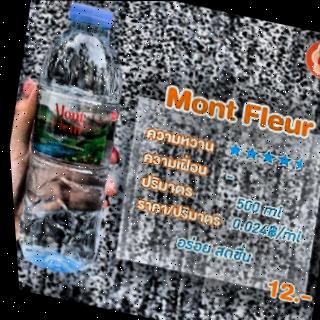 Mont Fleur
Mont
fleur
ความหวาน ★★★★★
ความเฝื่อน -
ปริมาตร 500 ml
ราคา/ปริมาตร 0.024฿/ml
อร่อย สดชื่น
12.-